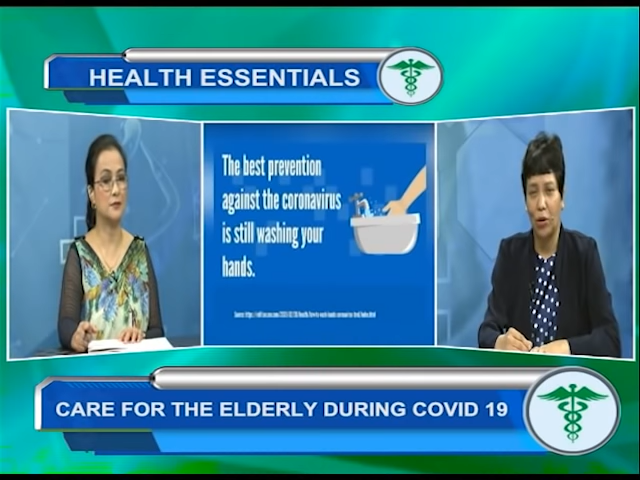 HEALTH ESSENTIALS
The best prevention
against the coronavirus
is still washing your
hands.
CARE FOR THE ELDERLY DURING COVID 19